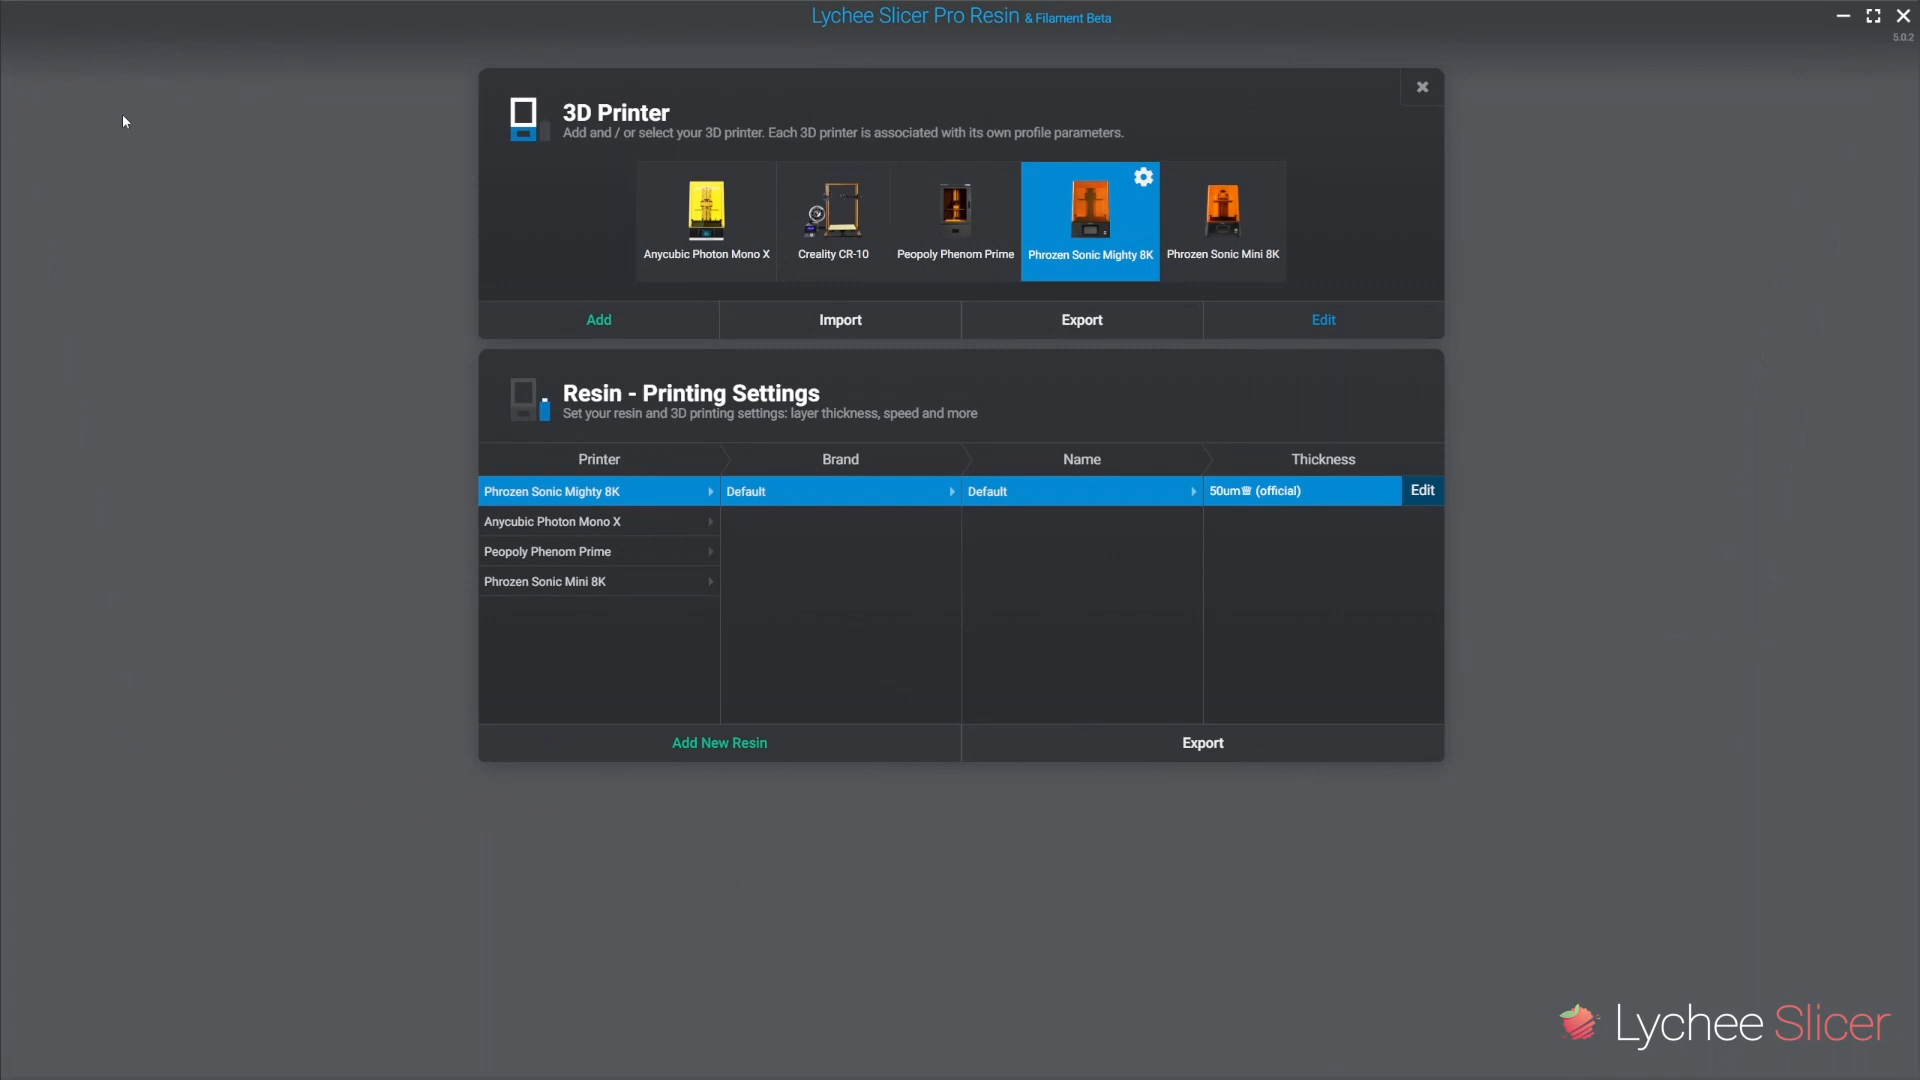 Lychee Slicer Pro Resin & Filament Beta
5.0.2
3D Printer
Add and / or select your 3D printer. Each 3D printer is associated with its own profile parameters.
Anycubic Photon Mono X
Creality CR-10
Peopoly Phenom Prime
Phrozen Sonic Mighty 8K
Phrozen Sonic Mini 8K
Add
Import
Export
Edit
Resin - Printing Settings
Set your resin and 3D printing settings: layer thickness, speed and more
Printer
Brand
Name
Thickness
Phrozen Sonic Mighty 8K
Default
Default
50um♕ (official)
Edit
Anycubic Photon Mono X
Peopoly Phenom Prime
Phrozen Sonic Mini 8K
Add New Resin
Export
Lychee Slicer